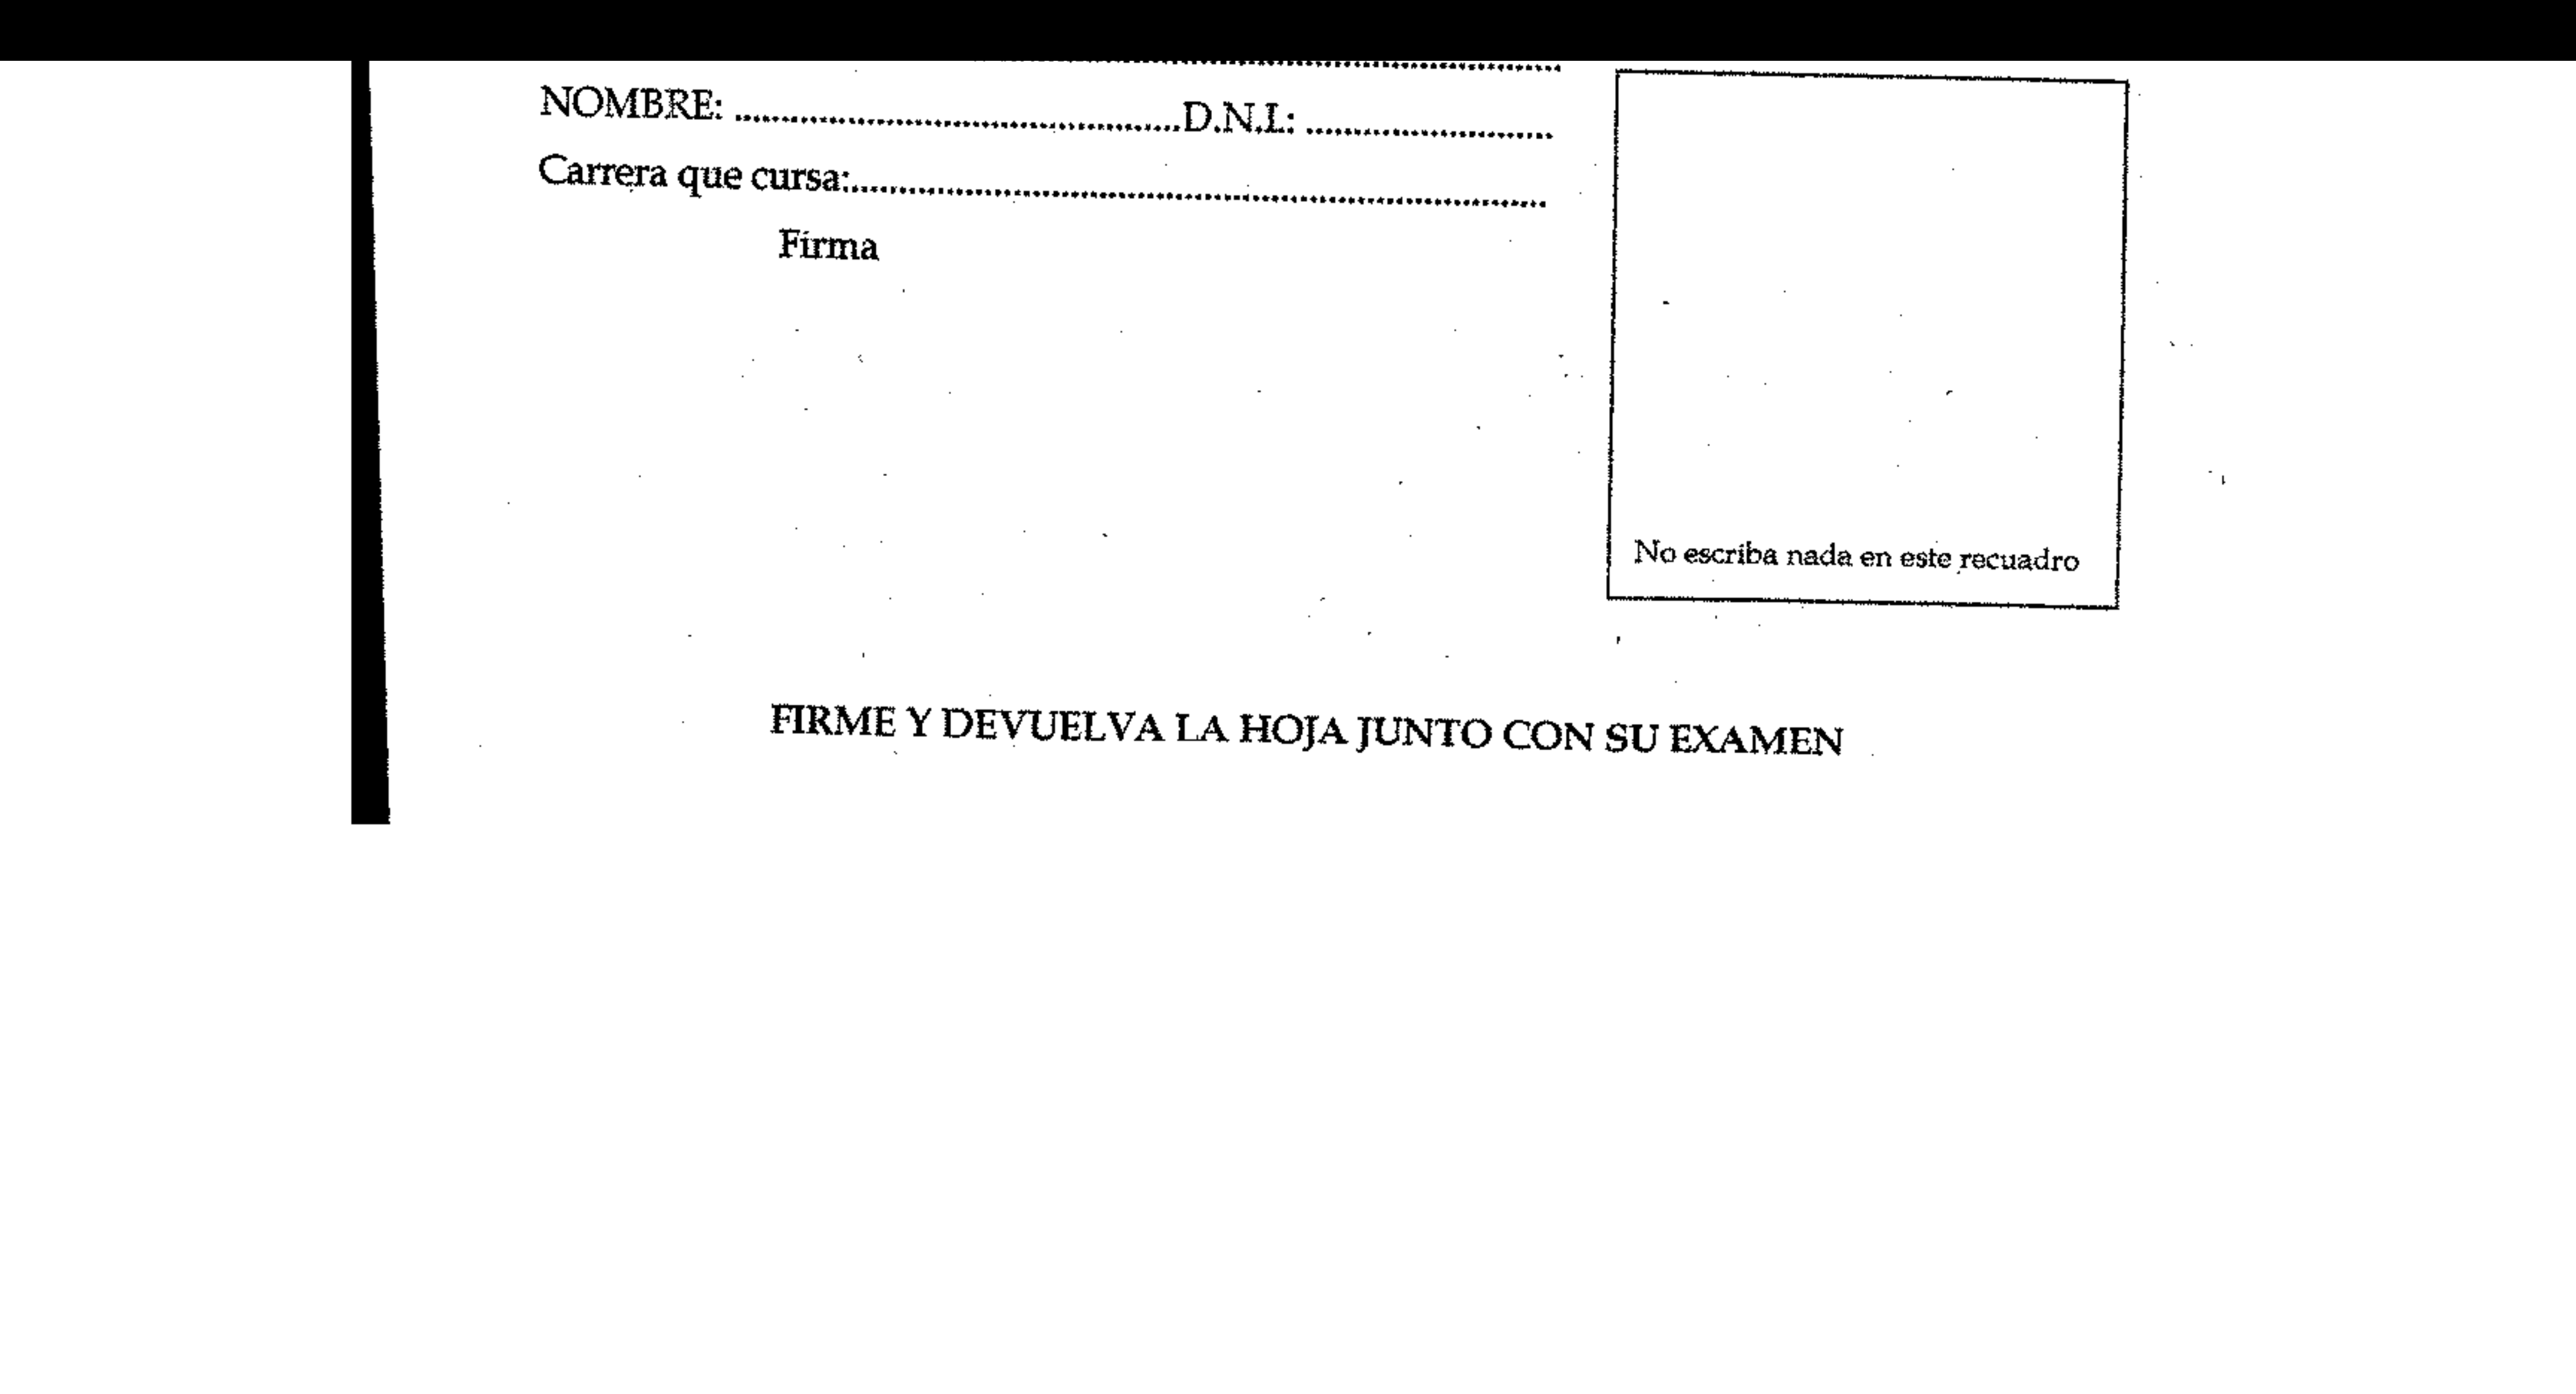 NOMBRE: ................................................D.N.I.: ..........................
Carrera que cursa:..........................................................................
Firma
No escriba nada en este recuadro
FIRME Y DEVUELVA LA HOJA JUNTO CON SU EXAMEN